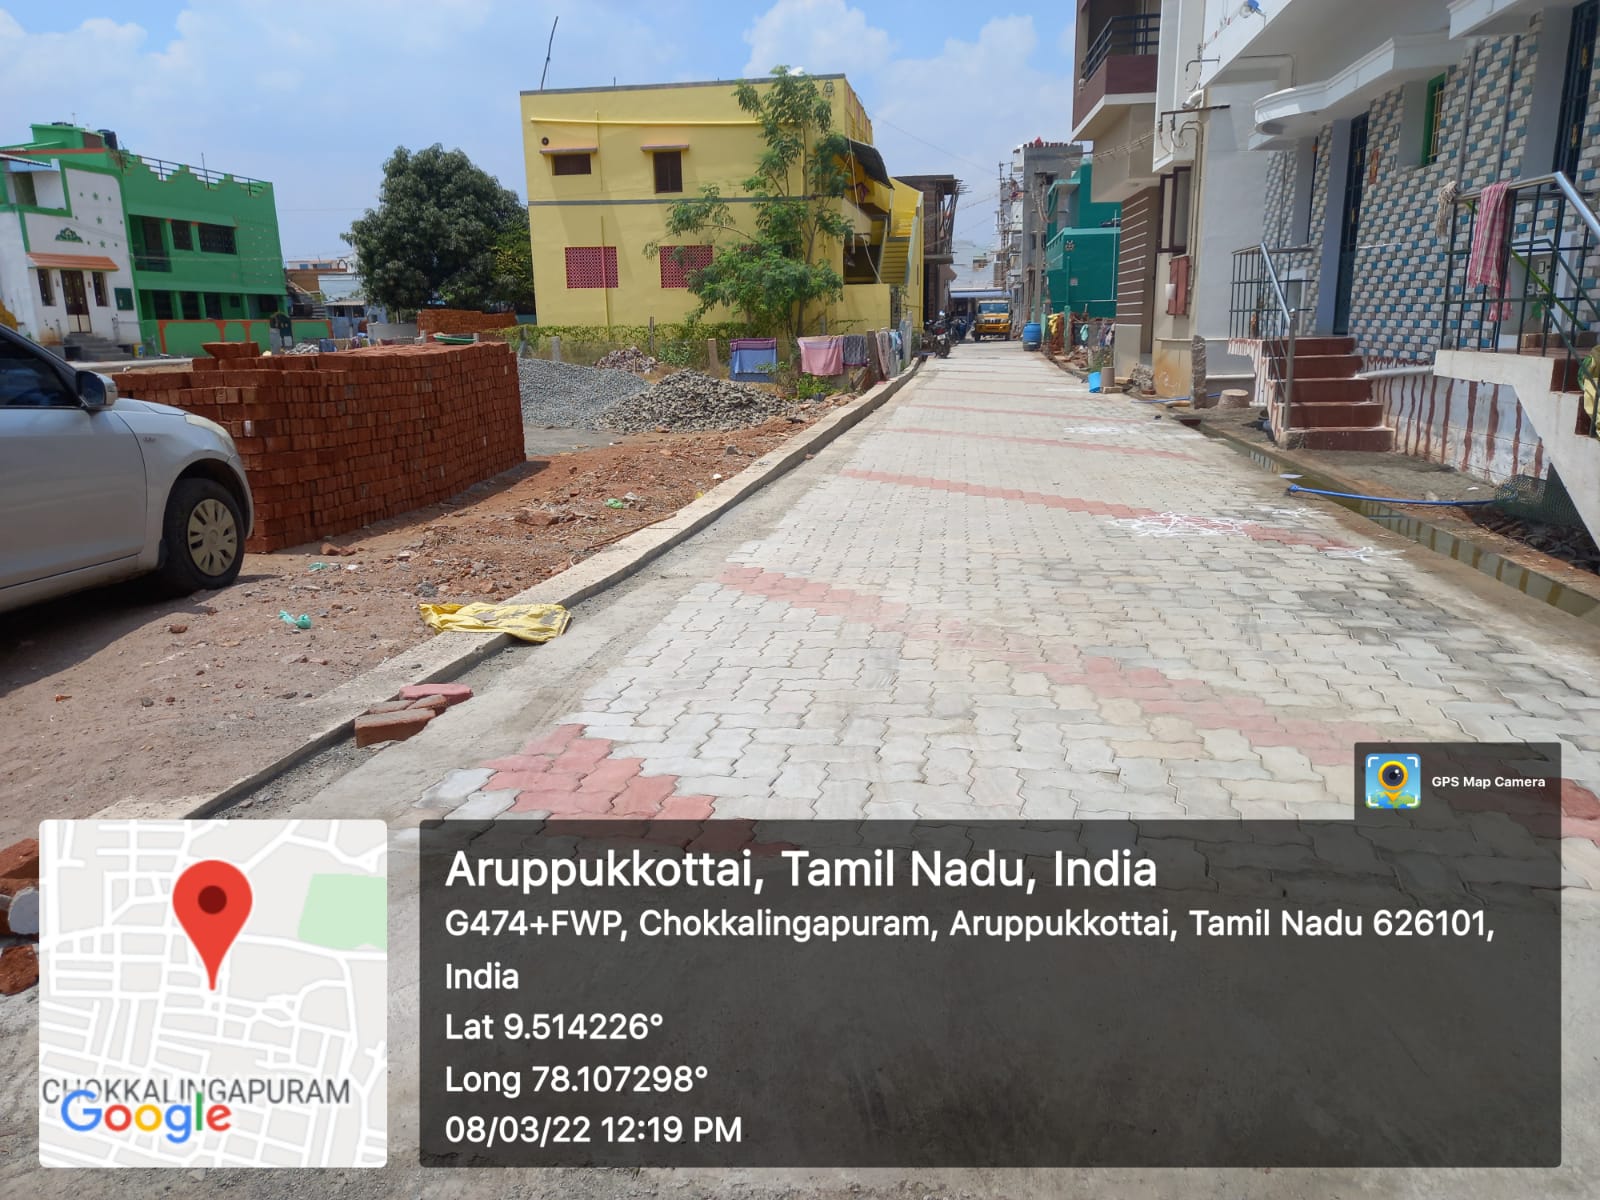 GPS Map Camera
Aruppukkottai, Tamil Nadu, India
G474+FWP, Chokkalingapuram, Aruppukkottai, Tamil Nadu 626101,
India
Lat 9.514226°
Long 78.107298°
08/03/22 12:19 PM
CHOKKALINGAPURAM
Google